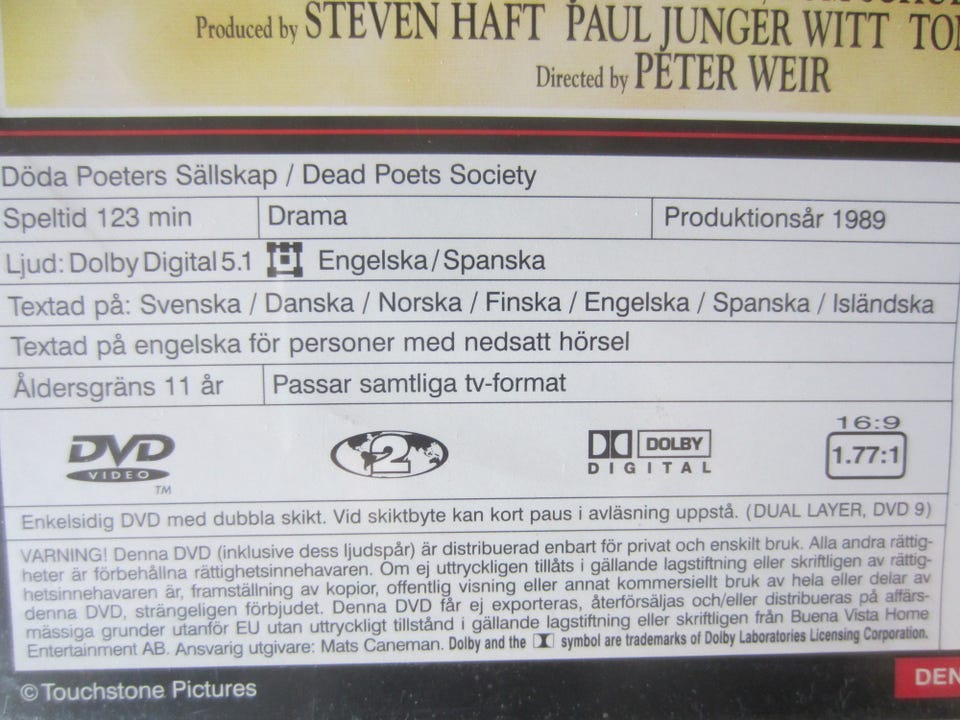 Produced by STEVEN HAFT PAUL JUNGER WITT
Directed by PETER WEIR
Döda Poeters Sällskap / Dead Poets Society
Speltid 123 min Drama Produktionsår 1989
Ljud: Dolby Digital 5.1 Engelska/Spanska
Textad på: Svenska / Danska / Norska / Finska / Engelska / Spanska / Isländska
Textad på engelska för personer med nedsatt hörsel
Åldersgräns 11 år Passar samtliga tv-format
DVD VIDEO TM 2 DOLBY DIGITAL 16:9 1.77:1
Enkelsidig DVD med dubbla skikt. Vid skiktbyte kan kort paus i avläsning uppstå. (DUAL LAYER, DVD 9)
VARNING! Denna DVD (inklusive dess ljudspår) är distribuerad enbart för privat och enskilt bruk. Alla andra rättig-
heter är förbehållna rättighetsinnehavaren. Om ej uttryckligen tillåts i gällande lagstiftning eller skriftligen av rättig-
hetsinnehavaren är, framställning av kopior, offentlig visning eller annat kommersiellt bruk av hela eller delar av
denna DVD, strängeligen förbjudet. Denna DVD får ej exporteras, återförsäljas och/eller distribueras på affärs-
mässiga grunder utanför EU utan uttryckligt tillstånd i gällande lagstiftning eller skriftligen från Buena Vista Home
Entertainment AB. Ansvarig utgivare: Mats Caneman. Dolby and the symbol are trademarks of Dolby Laboratories Licensing Corporation.
© Touchstone Pictures
DEN